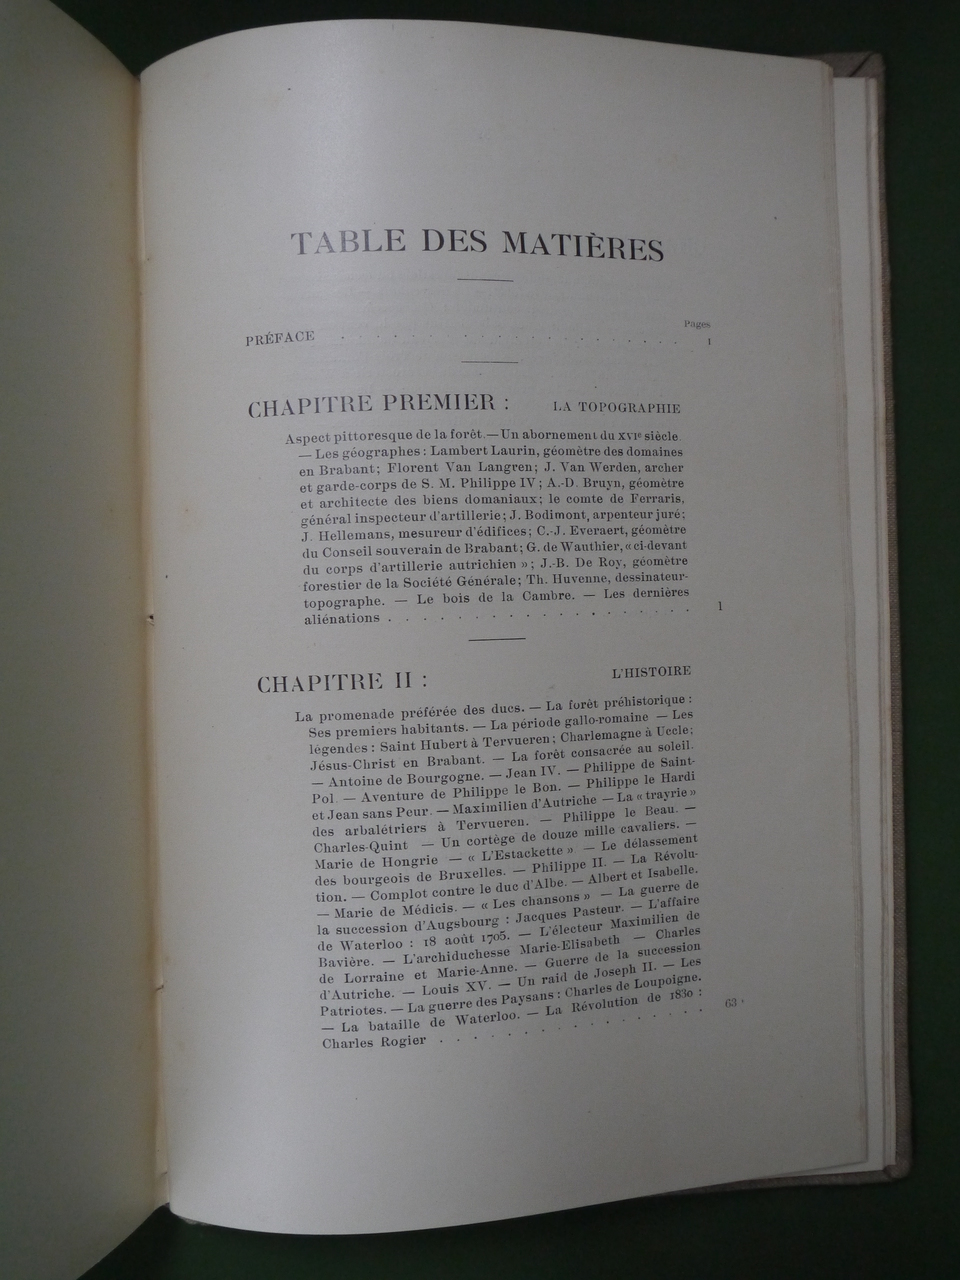 TABLE DES MATIÈRES
Pages
PRÉFACE . . . . . . . . . . . . . . . . I
CHAPITRE PREMIER : LA TOPOGRAPHIE
Aspect pittoresque de la forêt. — Un abornement du XVIe siècle.
— Les géographes : Lambert Laurin, géomètre des domaines
en Brabant; Florent Van Langren; J. Van Werden, archer
et garde-corps de S. M. Philippe IV; A.-D. Bruyn, géomètre
et architecte des biens domaniaux; le comte de Ferraris,
général inspecteur d'artillerie; J. Bodimont, arpenteur juré;
J. Hellemans, mesureur d'édifices; C.-J. Everaert, géomètre
du Conseil souverain de Brabant; G. de Wauthier, « ci-devant
du corps d'artillerie autrichien »; J.-B. De Roy, géomètre
forestier de la Société Générale; Th. Huvenne, dessinateur-
topographe. — Le bois de la Cambre. — Les dernières
aliénations . . . . . . . . . . . . . . . . 1
CHAPITRE II : L'HISTOIRE
La promenade préférée des ducs. — La forêt préhistorique :
Ses premiers habitants. — La période gallo-romaine — Les
légendes : Saint Hubert à Tervueren; Charlemagne à Uccle;
Jésus-Christ en Brabant. — La forêt consacrée au soleil.
— Antoine de Bourgogne. — Jean IV. — Philippe de Saint-
Pol. — Aventure de Philippe le Bon. — Philippe le Hardi
et Jean sans Peur. — Maximilien d'Autriche — La « trayrie »
des arbalétriers à Tervueren. — Philippe le Beau. —
Charles-Quint — Un cortège de douze mille cavaliers. —
Marie de Hongrie — « L'Estackette » — Le délassement
des bourgeois de Bruxelles. — Philippe II. — La Révolu-
tion. — Complot contre le duc d'Albe. — Albert et Isabelle.
— Marie de Médicis. — « Les chansons » — La guerre de
la succession d'Augsbourg : Jacques Pasteur. — L'affaire
de Waterloo : 18 août 1705. — L'électeur Maximilien de
Bavière. — L'archiduchesse Marie-Elisabeth — Charles
de Lorraine et Marie-Anne. — Guerre de la succession
d'Autriche. — Louis XV. — Un raid de Joseph II. — Les
Patriotes. — La guerre des Paysans : Charles de Loupoigne.
— La bataille de Waterloo. — La Révolution de 1830 :
Charles Rogier . . . . . . . . . . . . . . 63